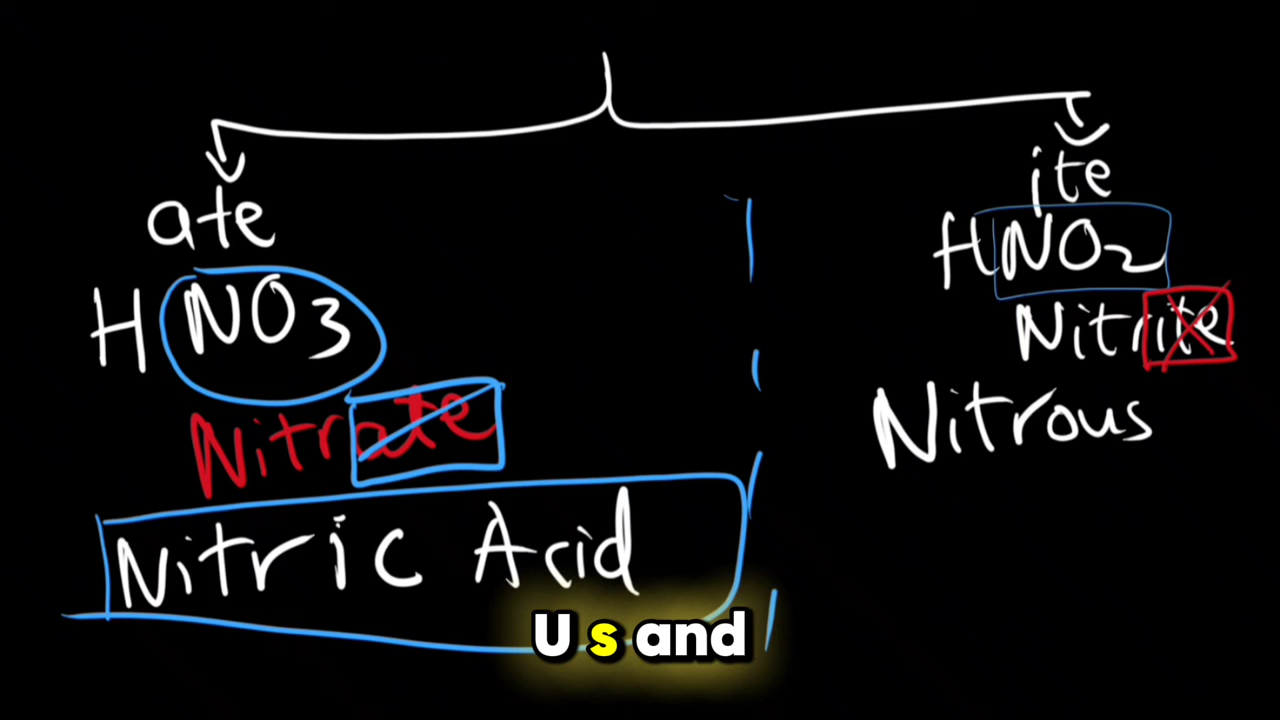 ate
HNO3
Nitrate
Nitric Acid
ite
HNO2
Nitrite
Nitrous
U s and